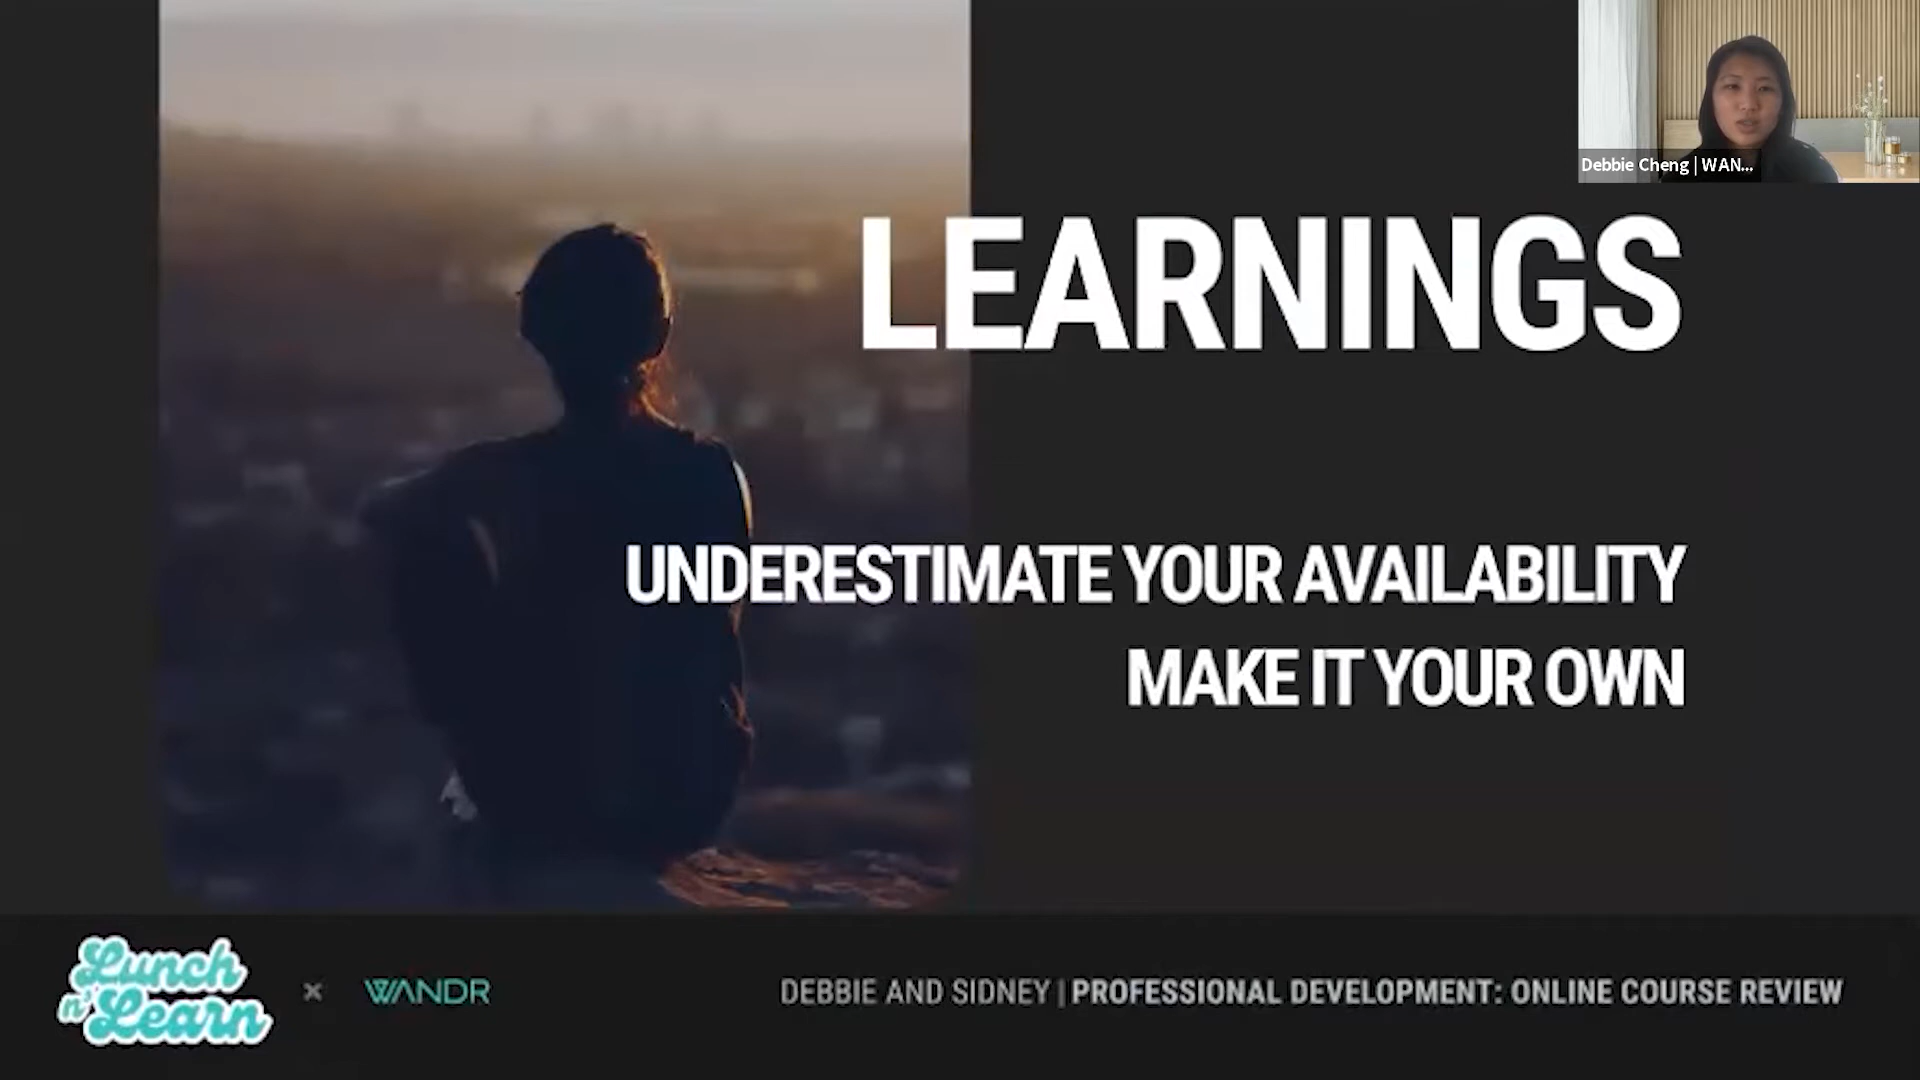 Debbie Cheng | WAN...
LEARNINGS
UNDERESTIMATE YOUR AVAILABILITY
MAKE IT YOUR OWN
Lunch
n' Learn
×
WANDR
DEBBIE AND SIDNEY | PROFESSIONAL DEVELOPMENT: ONLINE COURSE REVIEW